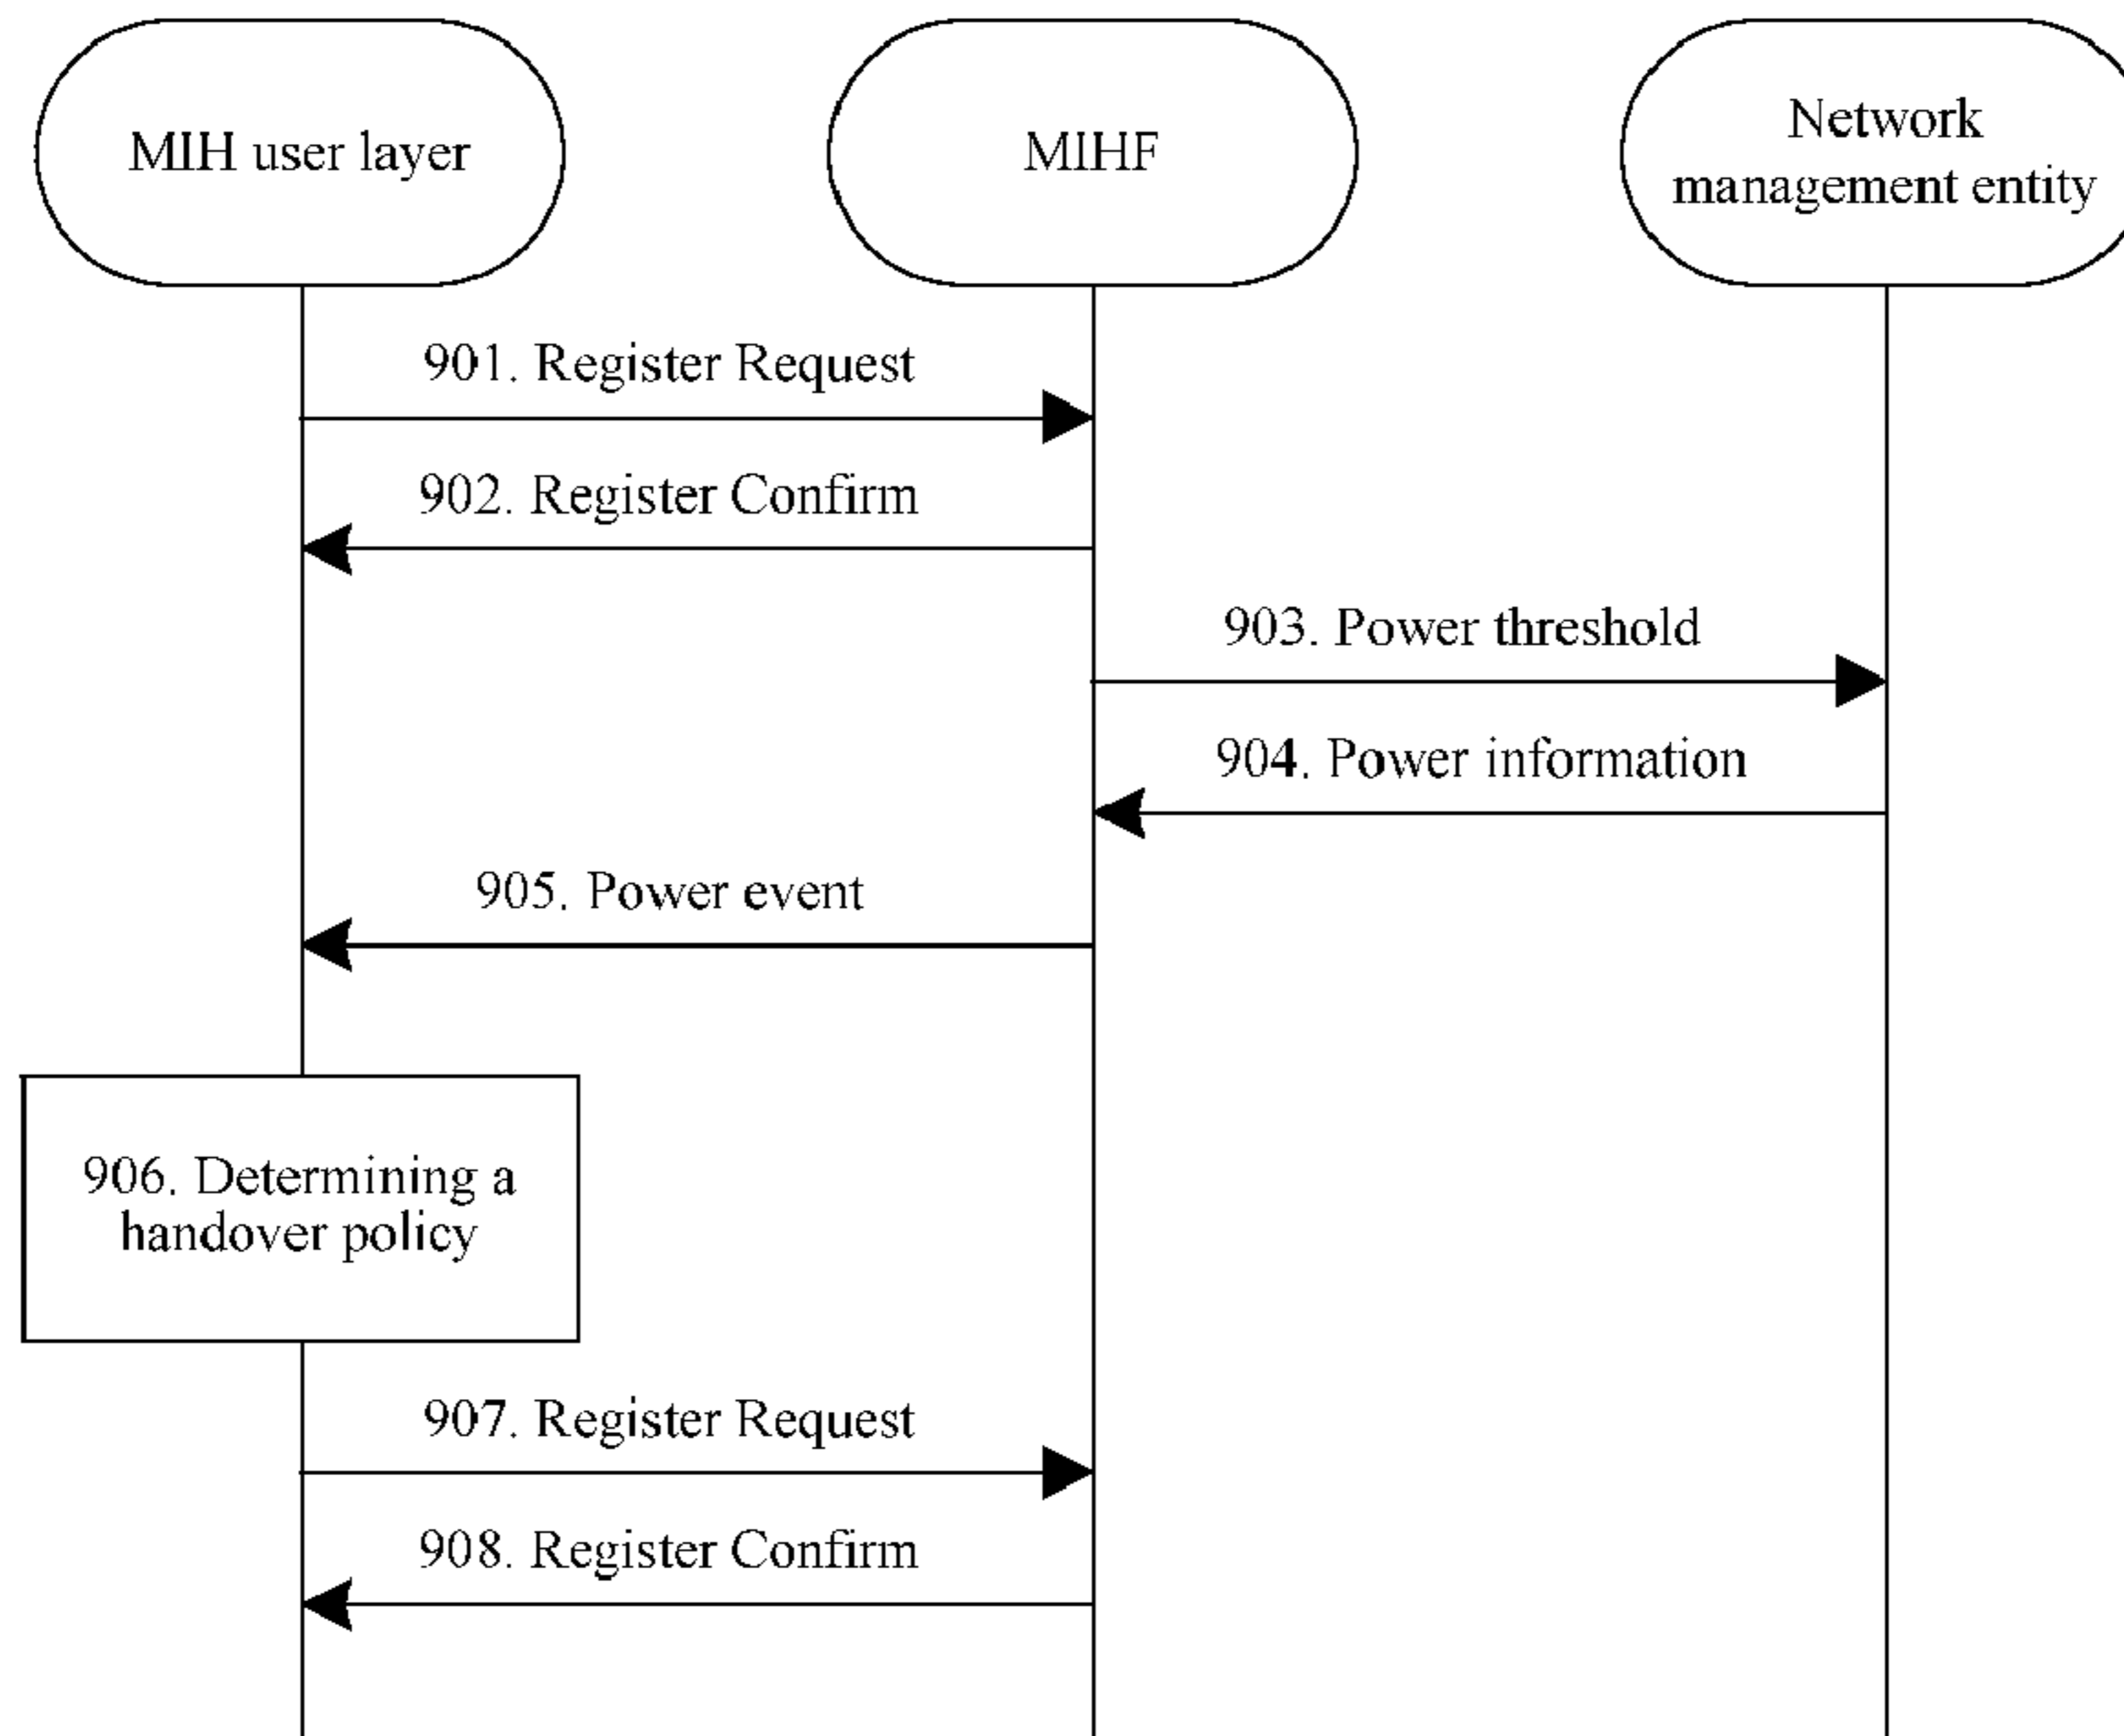 MIH user layer
MIHF
Network
management entity
901. Register Request
902. Register Confirm
903. Power threshold
904. Power information
905. Power event
906. Determining a
handover policy
907. Register Request
908. Register Confirm